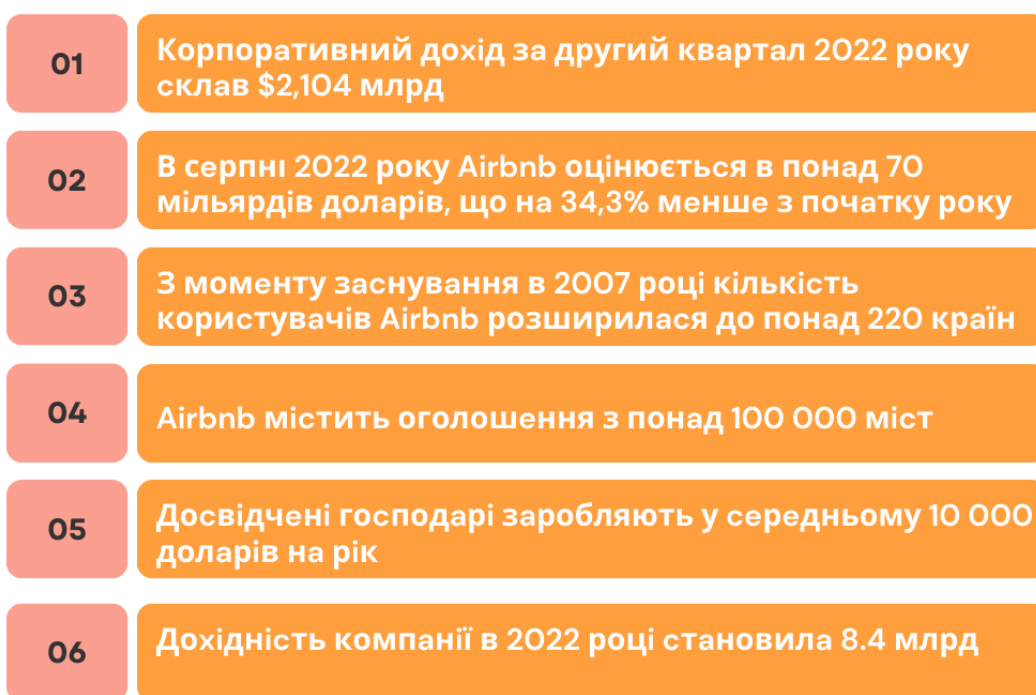 01
Корпоративний дохід за другий квартал 2022 року
склав $2,104 млрд
02
В серпні 2022 року Airbnb оцінюється в понад 70
мільярдів доларів, що на 34,3% менше з початку року
03
З моменту заснування в 2007 році кількість
користувачів Airbnb розширилася до понад 220 країн
04
Airbnb містить оголошення з понад 100 000 міст
05
Досвідчені господарі заробляють у середньому 10 000
доларів на рік
06
Дохідність компанії в 2022 році становила 8.4 млрд